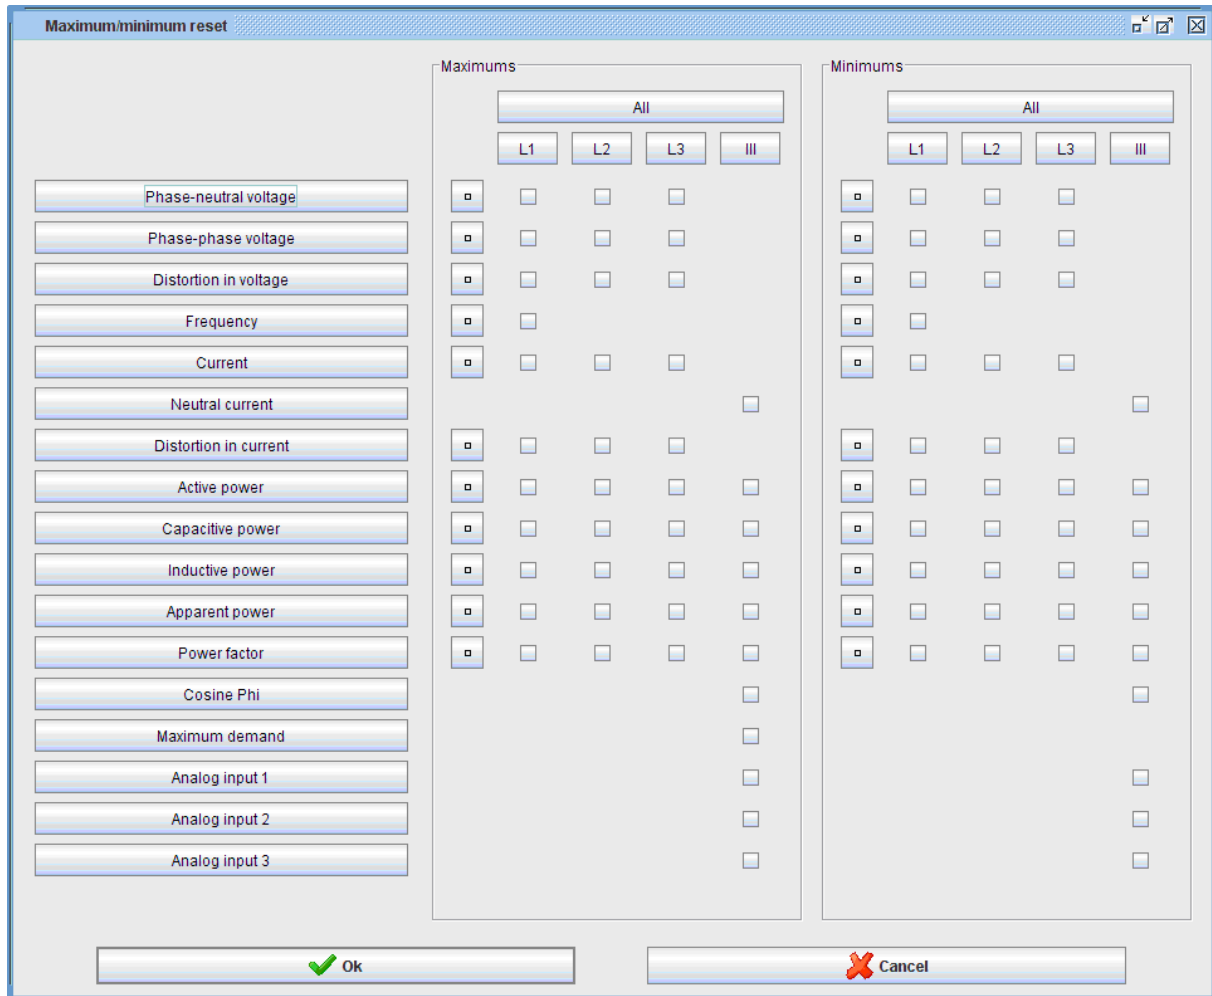 Maximum/minimum reset
Maximums
Minimums
All
All
L1 L2 L3 III
L1 L2 L3 III
Phase-neutral voltage
Phase-phase voltage
Distortion in voltage
Frequency
Current
Neutral current
Distortion in current
Active power
Capacitive power
Inductive power
Apparent power
Power factor
Cosine Phi
Maximum demand
Analog input 1
Analog input 2
Analog input 3
Ok
Cancel